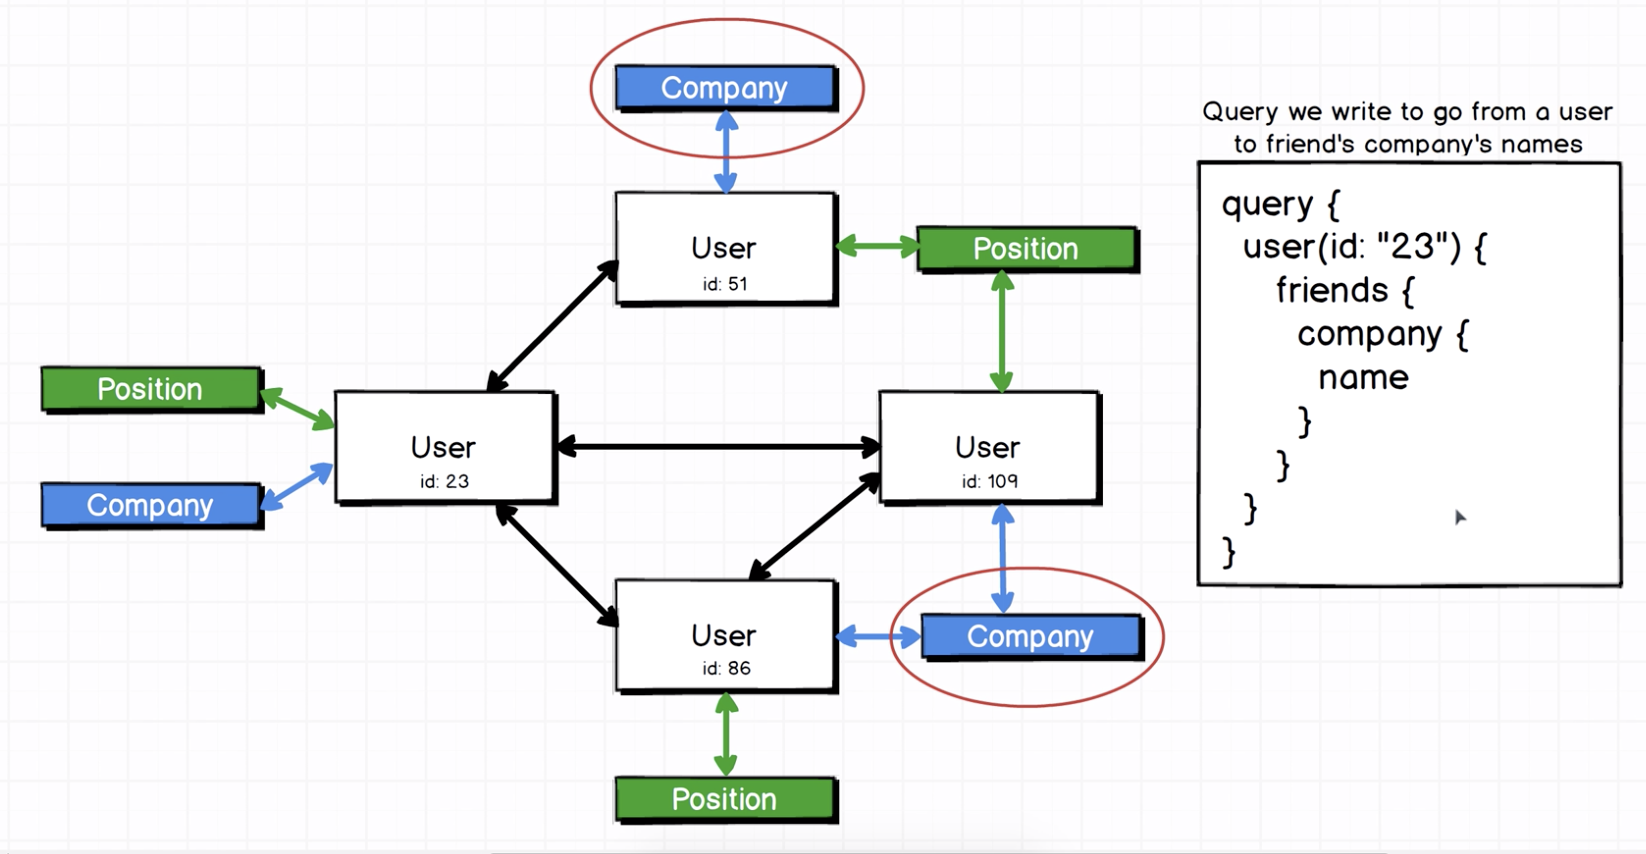 Company
Query we write to go from a user
to friend's company's names
User
id: 51
Position
query {
user(id: "23") {
friends {
company {
name
}
}
}
}
Position
Company
User
id: 23
User
id: 109
User
id: 86
Company
Position